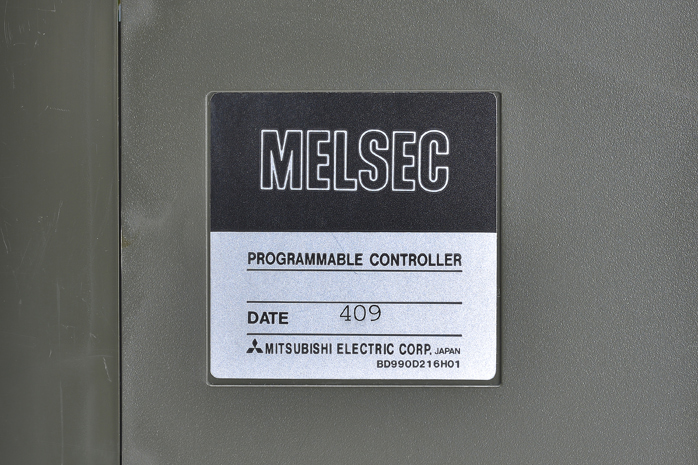 MELSEC
PROGRAMMABLE CONTROLLER
DATE 409
MITSUBISHI ELECTRIC CORP. JAPAN
BD990D216H01